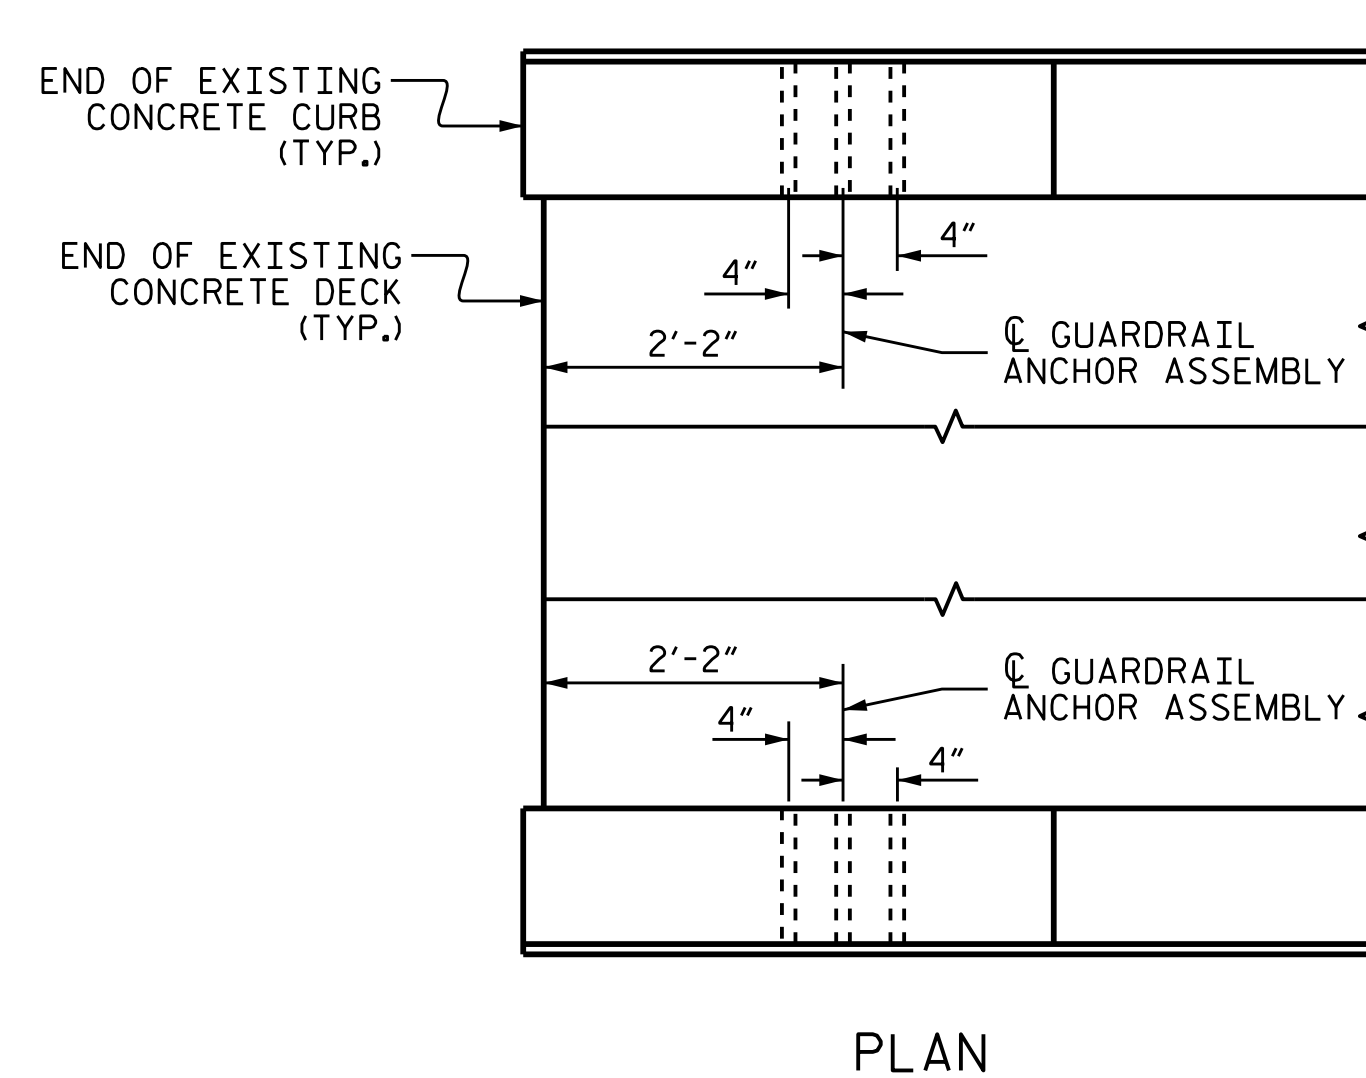 END OF EXISTING
CONCRETE CURB
(TYP.)
4"
END OF EXISTING
CONCRETE DECK
(TYP.)
4"
2'-2"
℄ GUARDRAIL
ANCHOR ASSEMBLY
2'-2"
℄ GUARDRAIL
ANCHOR ASSEMBLY
4"
4"
PLAN